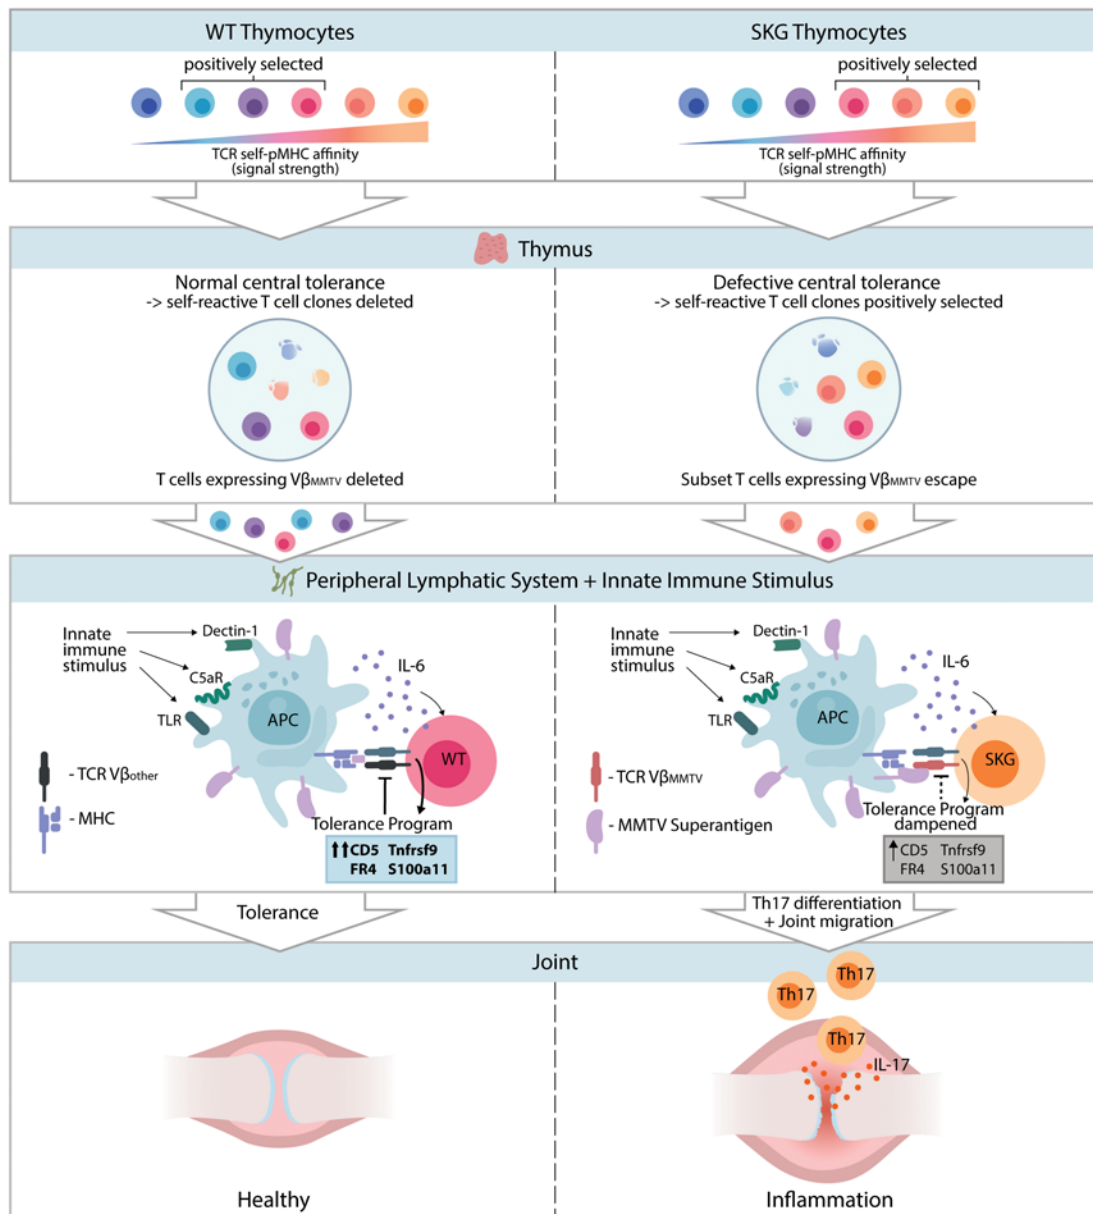 WT Thymocytes
SKG Thymocytes
positively selected
positively selected
TCR self-pMHC affinity
(signal strength)
TCR self-pMHC affinity
(signal strength)
Thymus
Normal central tolerance
-> self-reactive T cell clones deleted
Defective central tolerance
-> self-reactive T cell clones positively selected
T cells expressing VβMMTV deleted
Subset T cells expressing VβMMTV escape
Peripheral Lymphatic System + Innate Immune Stimulus
Innate
immune
stimulus
Dectin-1
C5aR
TLR
APC
IL-6
WT
- TCR Vβother
- MHC
Tolerance Program
CD5 Tnfrsf9
FR4 S100a11
Innate
immune
stimulus
Dectin-1
C5aR
TLR
APC
IL-6
SKG
- TCR VβMMTV
- MMTV Superantigen
Tolerance Program
dampened
CD5 Tnfrsf9
FR4 S100a11
Tolerance
Th17 differentiation
+ Joint migration
Joint
Th17
Th17
Th17
IL-17
Healthy
Inflammation